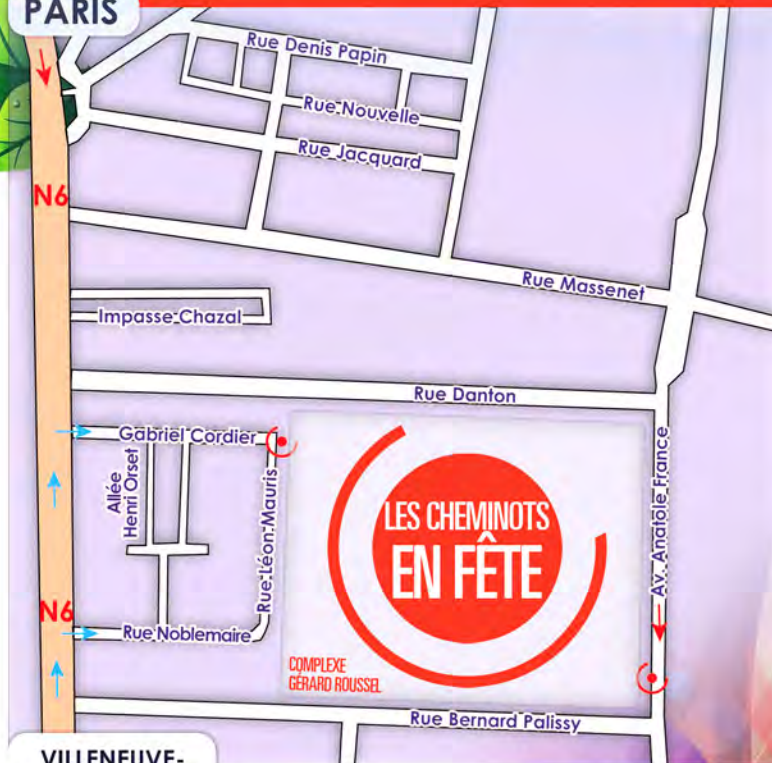 PARIS
Rue Denis Papin
Rue Nouvelle
Rue Jacquard
N6
Rue Massenet
Impasse Chazal
Rue Danton
Gabriel Cordier
Allée
Henri Orset
Rue Léon Mauris
LES CHEMINOTS
EN FÊTE
Av. Anatole France
N6
Rue Noblemaire
COMPLEXE
GÉRARD ROUSSEL
Rue Bernard Palissy
VILLENEUVE-